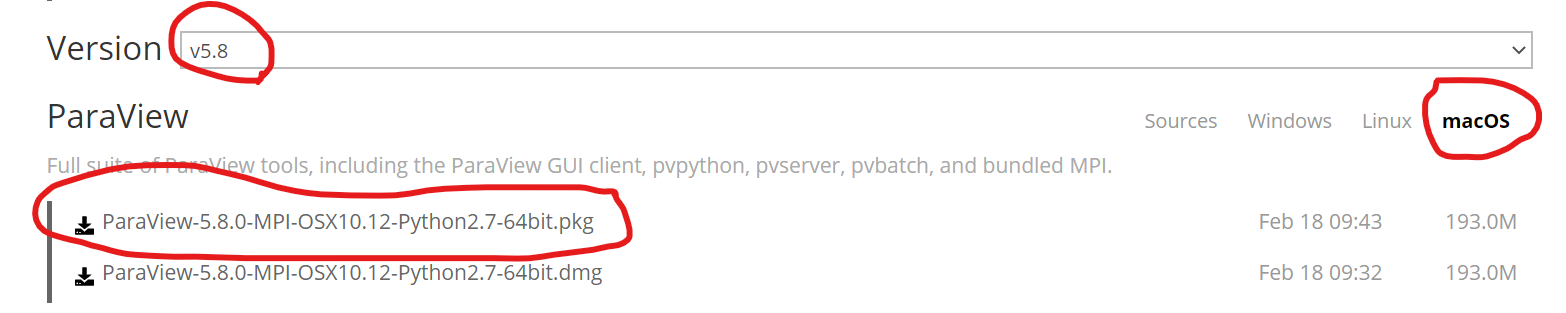 Version v5.8
ParaView Sources Windows Linux macOS
Full suite of ParaView tools, including the ParaView GUI client, pvpython, pvserver, pvbatch, and bundled MPI.
ParaView-5.8.0-MPI-OSX10.12-Python2.7-64bit.pkg Feb 18 09:43 193.0M
ParaView-5.8.0-MPI-OSX10.12-Python2.7-64bit.dmg Feb 18 09:32 193.0M